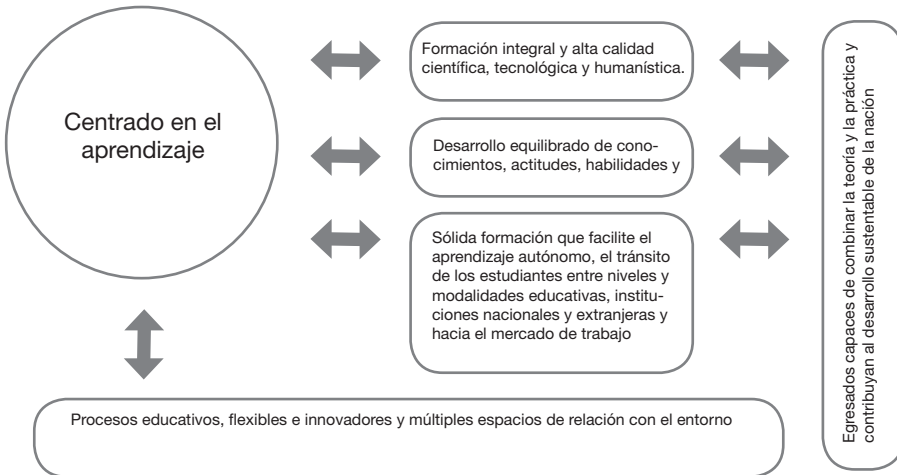 Centrado en el
aprendizaje
Formación integral y alta calidad
científica, tecnológica y humanística.
Desarrollo equilibrado de cono-
cimientos, actitudes, habilidades y
Sólida formación que facilite el
aprendizaje autónomo, el tránsito
de los estudiantes entre niveles y
modalidades educativas, institu-
ciones nacionales y extranjeras y
hacia el mercado de trabajo
Procesos educativos, flexibles e innovadores y múltiples espacios de relación con el entorno
Egresados capaces de combinar la teoría y la práctica y
contribuyan al desarrollo sustentable de la nación